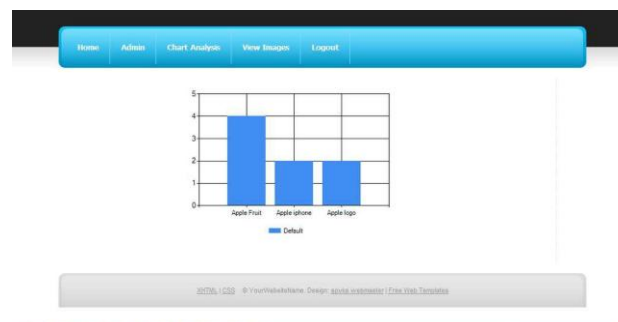 Home Admin Chart Analysis View Images Logout
5
4
3
2
1
0
Apple Fruit Apple iphone Apple logo
Default
XHTML | CSS © YourWebsiteName. Design: webmaster | Free Web Templates